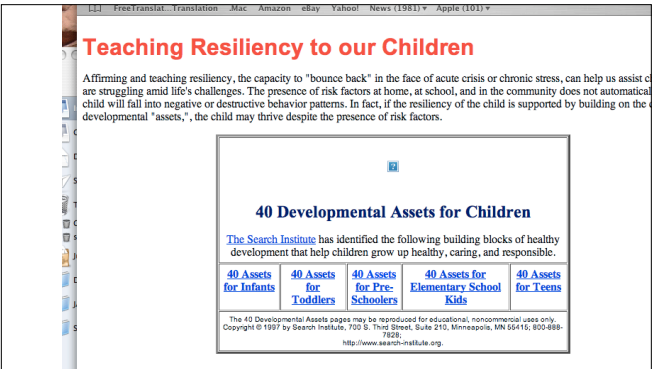 FreeTranslat...Translation .Mac Amazon eBay Yahoo! News (1981) ▾ Apple (101) ▾
Teaching Resiliency to our Children
Affirming and teaching resiliency, the capacity to "bounce back" in the face of acute crisis or chronic stress, can help us assist
are struggling amid life's challenges. The presence of risk factors at home, at school, and in the community does not
child will fall into negative or destructive behavior patterns. In fact, if the resiliency of the child is supported by building on the
developmental "assets,", the child may thrive despite the presence of risk factors.
40 Developmental Assets for Children
The Search Institute has identified the following building blocks of healthy
development that help children grow up healthy, caring, and responsible.
40 Assets 40 Assets 40 Assets 40 Assets for 40 Assets
for Infants for for Pre- Elementary School for Teens
Toddlers Schoolers Kids
The 40 Developmental Assets pages may be reproduced for educational, noncommercial uses only.
Copyright © 1997 by Search Institute, 700 S. Third Street, Suite 210, Minneapolis, MN 55415; 800-888-
7828;
http://www.search-institute.org.